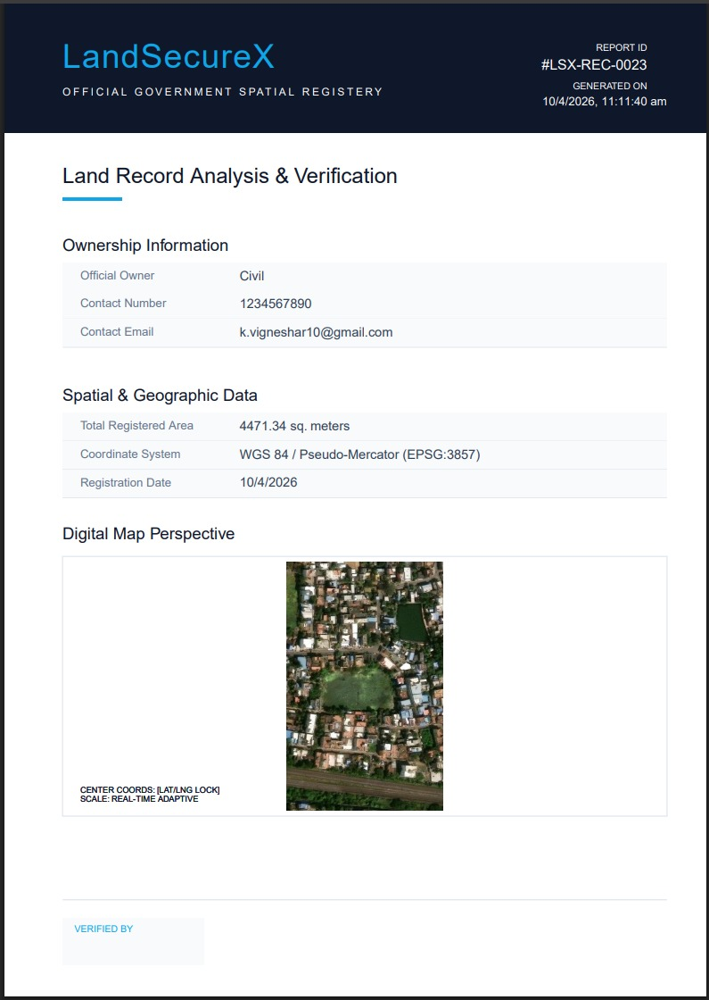 LandSecureX
OFFICIAL GOVERNMENT SPATIAL REGISTRY
REPORT ID
#LSX-REC-0023
GENERATED ON
10/4/2026, 11:11:40 am
Land Record Analysis & Verification
Ownership Information
Official Owner Civil
Contact Number 1234567890
Contact Email k.vigneshar10@gmail.com
Spatial & Geographic Data
Total Registered Area 4471.34 sq. meters
Coordinate System WGS 84 / Pseudo-Mercator (EPSG:3857)
Registration Date 10/4/2026
Digital Map Perspective
CENTER COORDS: [LAT/LNG LOCK]
SCALE: REAL-TIME ADAPTIVE
VERIFIED BY